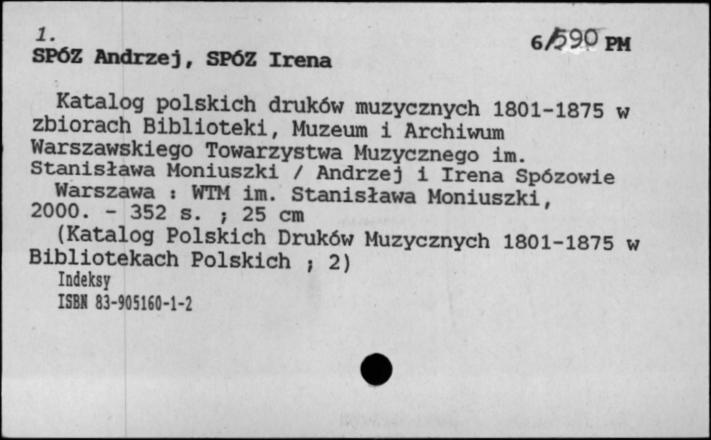 1.
6/590 PM
SPÓZ Andrzej, SPÓZ Irena
Katalog polskich druków muzycznych 1801-1875 w
zbiorach Biblioteki, Muzeum i Archiwum
Warszawskiego Towarzystwa Muzycznego im.
Stanisława Moniuszki / Andrzej i Irena Spózowie
Warszawa : WTM im. Stanisława Moniuszki,
2000. - 352 s. ; 25 cm
(Katalog Polskich Druków Muzycznych 1801-1875 w
Bibliotekach Polskich ; 2)
Indeksy
ISBN 83-905160-1-2